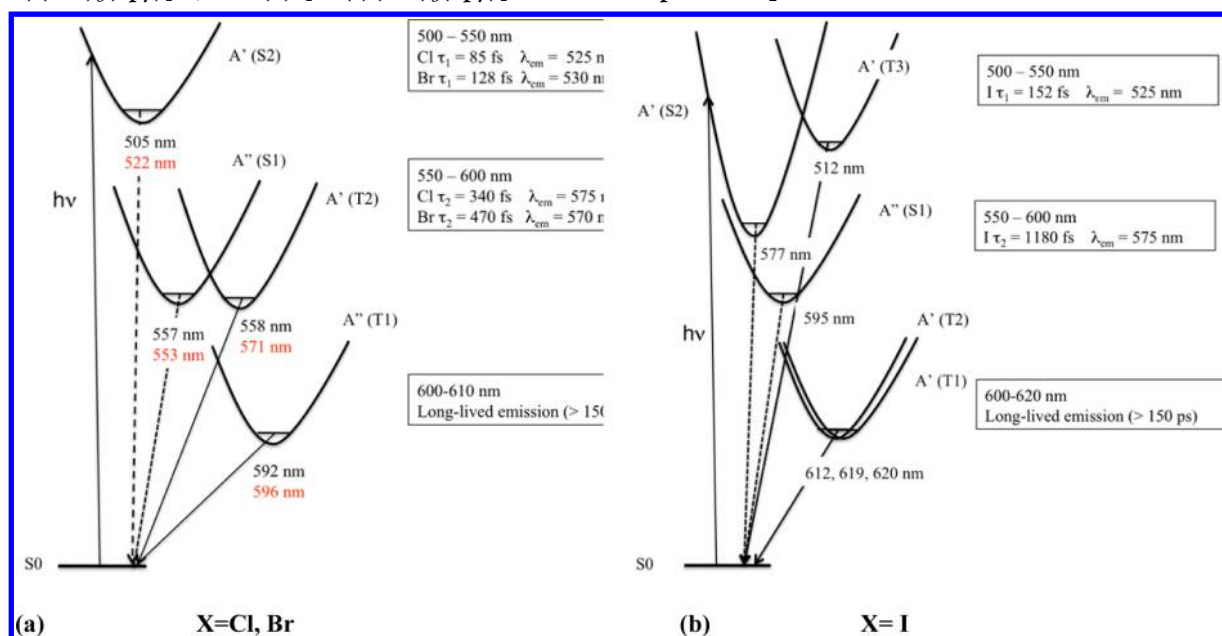 500 – 550 nm
Cl τ1 = 85 fs λem = 525 n
Br τ1 = 128 fs λem = 530 n
A' (S2)
505 nm
522 nm
A'' (S1)
A' (T2)
550 – 600 nm
Cl τ2 = 340 fs λem = 575
Br τ2 = 470 fs λem = 570 n
hν
557 nm
553 nm
558 nm
571 nm
A'' (T1)
600-610 nm
Long-lived emission (> 150
592 nm
596 nm
S0
(a) X=Cl, Br
A' (T3)
500 – 550 nm
I τ1 = 152 fs λem = 525 nm
A' (S2)
512 nm
A'' (S1)
550 – 600 nm
I τ2 = 1180 fs λem = 575 nm
577 nm
595 nm
hν
A' (T2)
A' (T1)
600-620 nm
Long-lived emission (> 150 ps)
612, 619, 620 nm
S0
(b) X= I